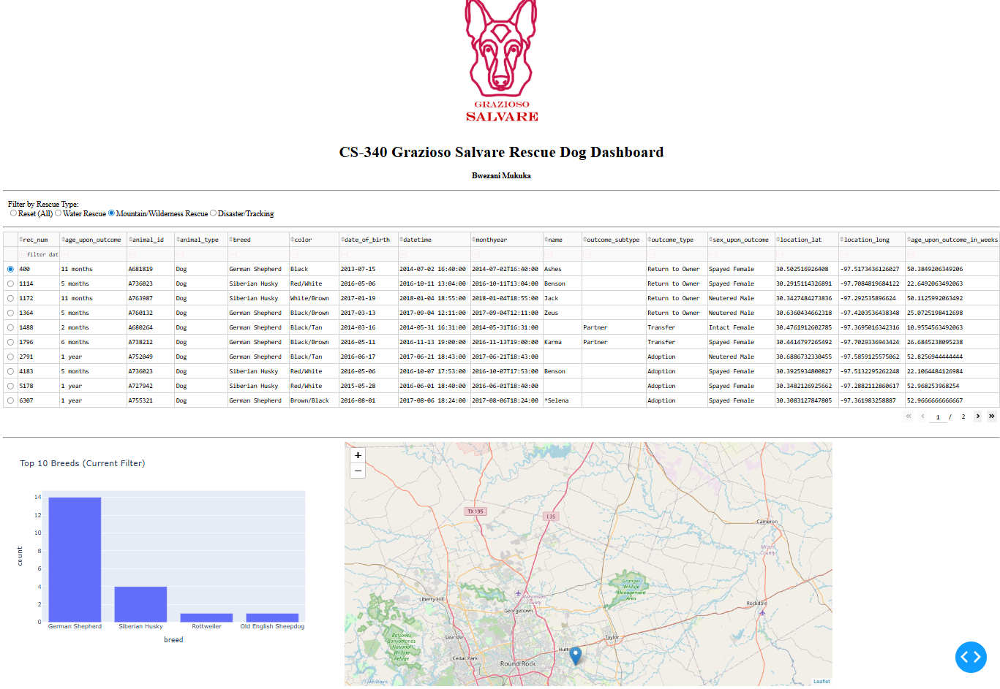 GRAZIOSO
SALVARE
CS-340 Grazioso Salvare Rescue Dog Dashboard
Bwezani Mukuka
Filter by Rescue Type:
Reset (All) Water Rescue Mountain/Wilderness Rescue Disaster/Tracking
rec_num age_upon_outcome animal_id animal_type breed color date_of_birth datetime monthyear name outcome_subtype outcome_type sex_upon_outcome location_lat location_long age_upon_outcome_in_weeks
filter dat
400 11 months A681819 Dog German Shepherd Black 2013-07-15 2014-07-02 16:40:00 2014-07-02T16:40:00 Ashes Return to Owner Spayed Female 30.502516926408 -97.5173436126027 50.3849206349206
1114 5 months A736023 Dog Siberian Husky Red/White 2016-05-06 2016-10-11 13:04:00 2016-10-11T13:04:00 Benson Return to Owner Spayed Female 30.2915114326891 -97.7084819684122 22.6492063492063
1172 11 months A763987 Dog Siberian Husky White/Brown 2017-01-19 2018-01-04 18:55:00 2018-01-04T18:55:00 Jack Return to Owner Neutered Male 30.3427484273836 -97.292535896624 50.1125992063492
1364 5 months A760132 Dog German Shepherd Black/Brown 2017-03-13 2017-09-04 12:11:00 2017-09-04T12:11:00 Zeus Return to Owner Neutered Male 30.6360434662318 -97.4203536438348 25.0725198412698
1488 2 months A680264 Dog German Shepherd Black/Tan 2014-03-16 2014-05-31 16:31:00 2014-05-31T16:31:00 Partner Transfer Intact Female 30.4761912602785 -97.3695016342316 10.9554563492063
1796 6 months A738212 Dog German Shepherd Black/Brown 2016-05-11 2016-11-13 19:00:00 2016-11-13T19:00:00 Karma Partner Transfer Spayed Female 30.4414797265492 -97.7029336943424 26.6845238095238
2791 1 year A752049 Dog German Shepherd Black/Tan 2016-06-17 2017-06-21 18:43:00 2017-06-21T18:43:00 Adoption Neutered Male 30.6886732330455 -97.5859125575062 52.8256944444444
4183 5 months A736023 Dog Siberian Husky Red/White 2016-05-06 2016-10-07 17:53:00 2016-10-07T17:53:00 Benson Adoption Spayed Female 30.3925934800827 -97.5132295262248 22.1064484126984
5178 1 year A727942 Dog Siberian Husky Red/White 2015-05-28 2016-06-01 18:40:00 2016-06-01T18:40:00 Adoption Spayed Female 30.3482126925662 -97.2882112860617 52.968253968254
6307 1 year A755321 Dog German Shepherd Brown/Black 2016-08-01 2017-08-06 18:24:00 2017-08-06T18:24:00 *Selena Adoption Spayed Female 30.3083127847805 -97.361983258887 52.9666666666667
1 / 2
Top 10 Breeds (Current Filter)
14
12
10
8
6
4
2
0
count
German Shepherd Siberian Husky Rottweiler Old English Sheepdog
breed
+
−
TX 195
I 35
Cameron
Milam
County
Granger
Wildlife
Management
Area
Williamson
County
Liberty Hill
Georgetown
Rockdale
Balcones
Canyonlands
National
Wildlife
Refuge
Leander
Taylor
Cedar Park
Round Rock
Lake Travis
Leaflet